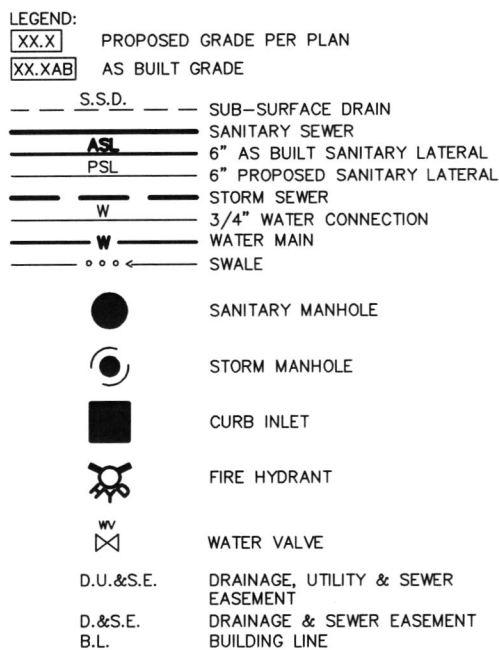 LEGEND:
XX.X PROPOSED GRADE PER PLAN
XX.XAB AS BUILT GRADE
S.S.D. SUB-SURFACE DRAIN
SANITARY SEWER
ASL 6" AS BUILT SANITARY LATERAL
PSL 6" PROPOSED SANITARY LATERAL
STORM SEWER
W 3/4" WATER CONNECTION
W WATER MAIN
SWALE
SANITARY MANHOLE
STORM MANHOLE
CURB INLET
FIRE HYDRANT
WV
WATER VALVE
D.U.&S.E. DRAINAGE, UTILITY & SEWER
EASEMENT
D.&S.E. DRAINAGE & SEWER EASEMENT
B.L. BUILDING LINE